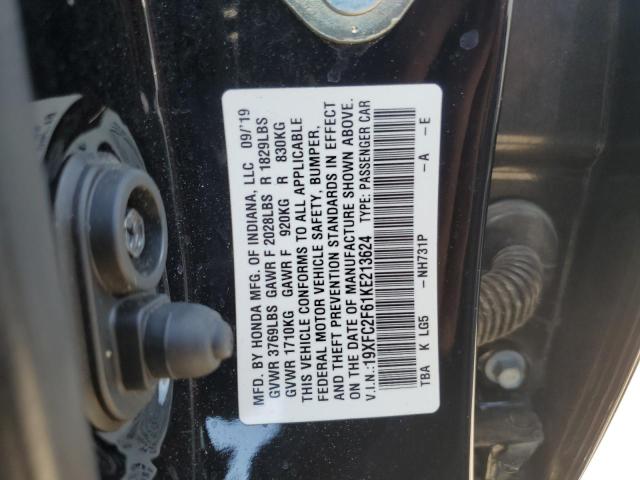 MFD. BY HONDA MFG. OF INDIANA, LLC 09/'19
GVWR 3769LBS GAWR F 2028LBS R 1829LBS
GVWR 1710KG GAWR F 920KG R 830KG
THIS VEHICLE CONFORMS TO ALL APPLICABLE
FEDERAL MOTOR VEHICLE SAFETY, BUMPER,
AND THEFT PREVENTION STANDARDS IN EFFECT
ON THE DATE OF MANUFACTURE SHOWN ABOVE.
V.I.N.:19XFC2F61KE213624 TYPE: PASSENGER CAR
TBA K LG5 -NH731P -A -E